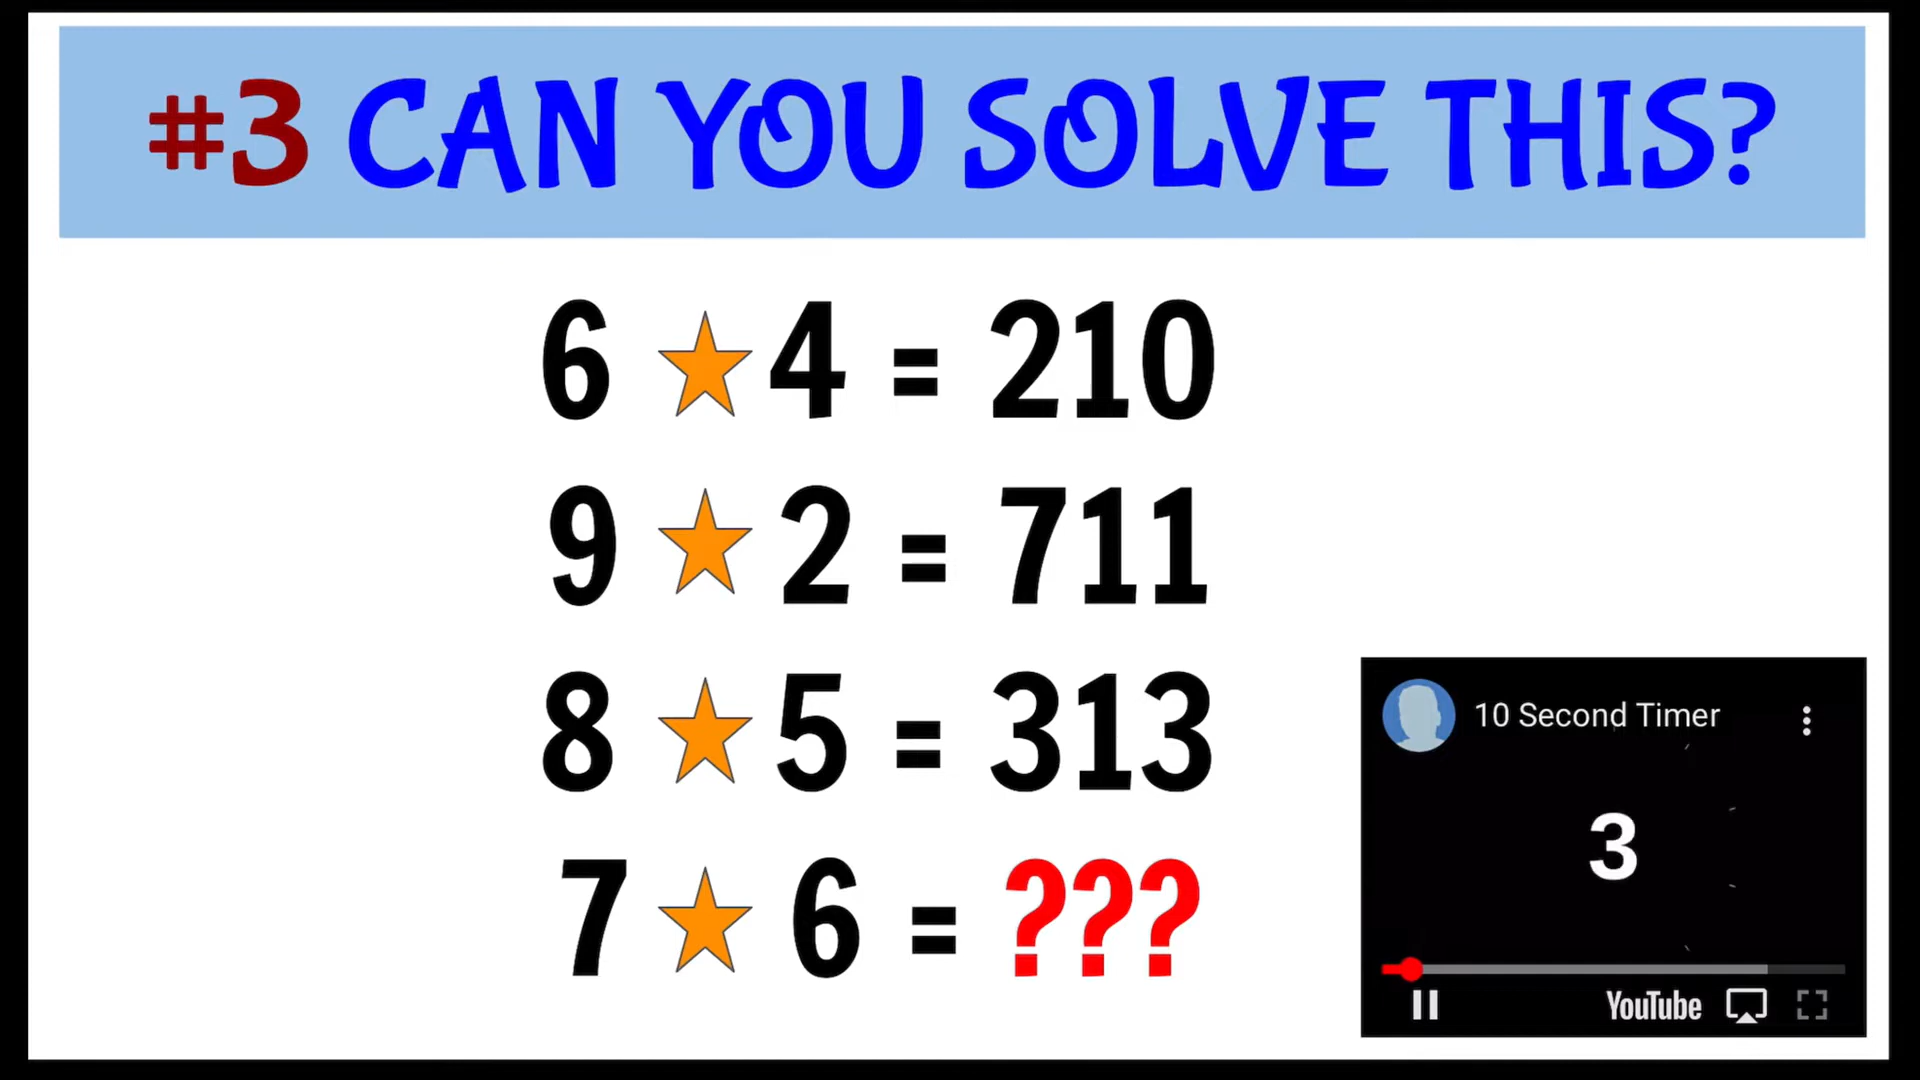 #3 CAN YOU SOLVE THIS?
6 ★ 4 = 210
9 ★ 2 = 711
8 ★ 5 = 313
7 ★ 6 = ???
10 Second Timer
3
YouTube